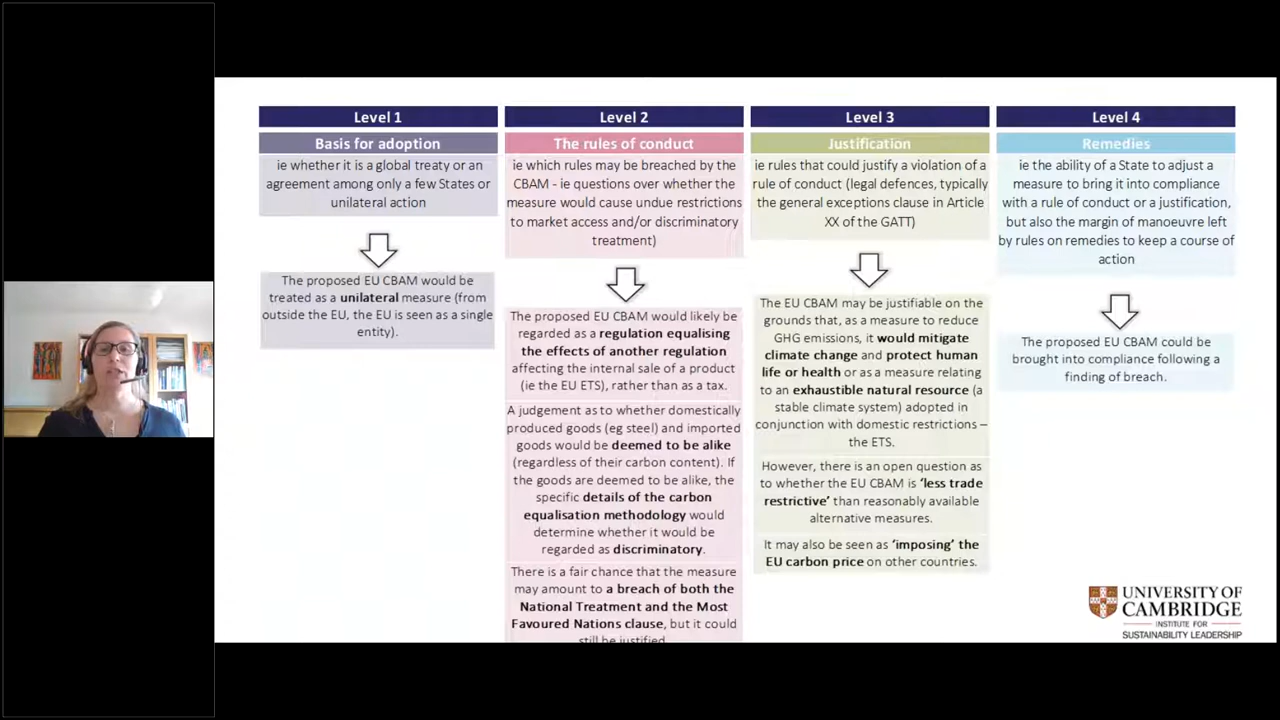 Level 1
Basis for adoption
ie whether it is a global treaty or an
agreement among only a few States or
unilateral action
The proposed EU CBAM would be
treated as a unilateral measure (from
outside the EU, the EU is seen as a single
entity).
Level 2
The rules of conduct
ie which rules may be breached by the
CBAM - ie questions over whether the
measure would cause undue restrictions
to market access and/or discriminatory
treatment)
The proposed EU CBAM would likely be
regarded as a regulation equalising
the effects of another regulation
affecting the internal sale of a product
(ie the EU ETS), rather than as a tax.
A judgement as to whether domestically
produced goods (eg steel) and imported
goods would be deemed to be alike
(regardless of their carbon content). If
the goods are deemed to be alike, the
specific details of the carbon
equalisation methodology would
determine whether it would be
regarded as discriminatory.
There is a fair chance that the measure
may amount to a breach of both the
National Treatment and the Most
Favoured Nations clause, but it could
still be justified
Level 3
Justification
ie rules that could justify a violation of a
rule of conduct (legal defences, typically
the general exceptions clause in Article
XX of the GATT)
The EU CBAM may be justifiable on the
grounds that, as a measure to reduce
GHG emissions, it would mitigate
climate change and protect human
life or health or as a measure relating
to an exhaustible natural resource (a
stable climate system) adopted in
conjunction with domestic restrictions –
the ETS.
However, there is an open question as
to whether the EU CBAM is ‘less trade
restrictive’ than reasonably available
alternative measures.
It may also be seen as ‘imposing’ the
EU carbon price on other countries.
Level 4
Remedies
ie the ability of a State to adjust a
measure to bring it into compliance
with a rule of conduct or a justification,
but also the margin of manoeuvre left
by rules on remedies to keep a course of
action
The proposed EU CBAM could be
brought into compliance following a
finding of breach.
UNIVERSITY OF
CAMBRIDGE
INSTITUTE FOR
SUSTAINABILITY LEADERSHIP